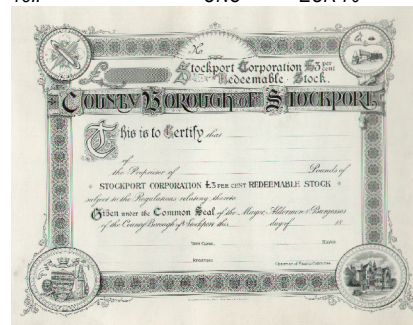 £
Stockport Corporation £3 per cent
Redeemable Stock.
COUNTY BOROUGH OF STOCKPORT.
This is to Certify that
of
the Proprietor of Pounds of
STOCKPORT CORPORATION £3 PER CENT REDEEMABLE STOCK
subject to the Regulations relating thereto
Given under the Common Seal of the Mayor Aldermen & Burgesses
of the County Borough of Stockport this day of 18
Town Clerk. Mayor
Registrar